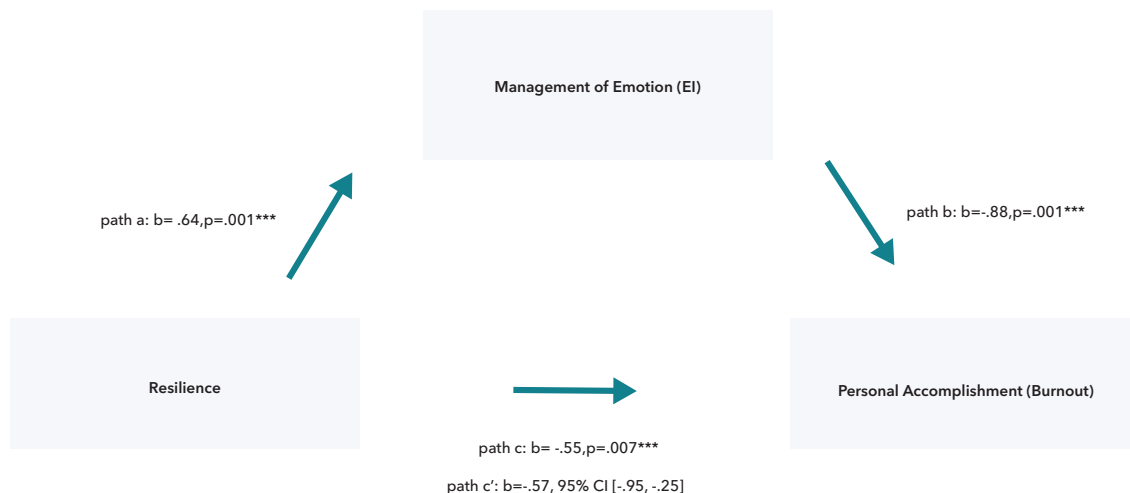 Management of Emotion (EI)
path a: b= .64,p=.001***
path b: b=-.88,p=.001***
Resilience
Personal Accomplishment (Burnout)
path c: b= -.55,p=.007***
path c’: b=-.57, 95% CI [-.95, -.25]